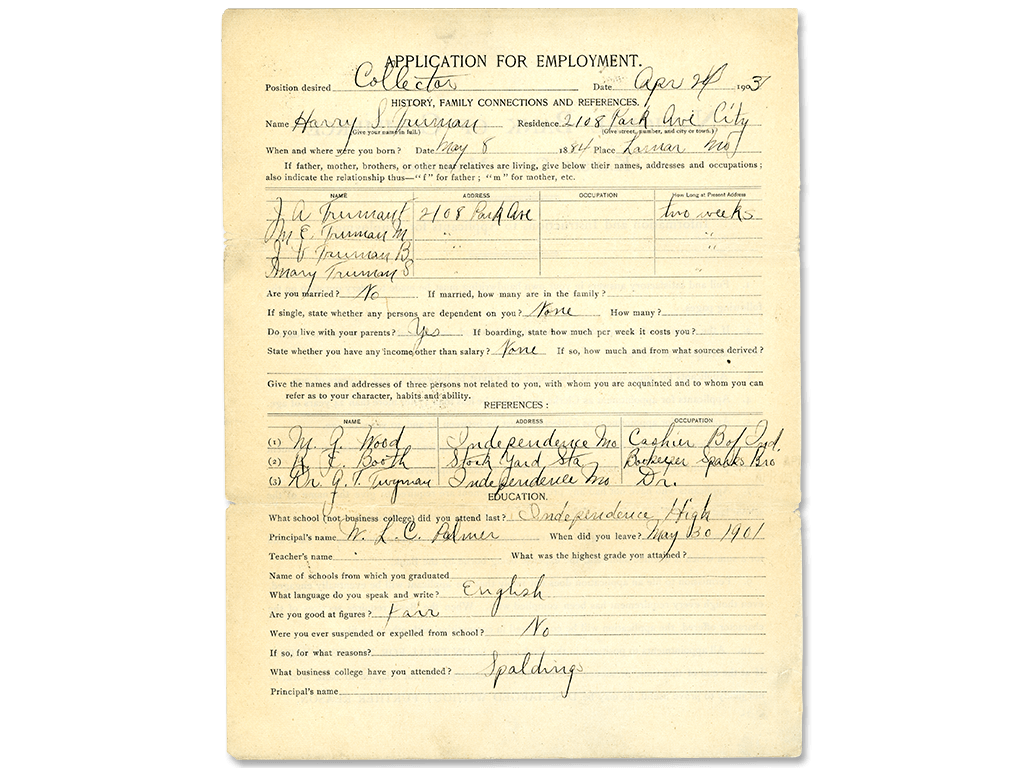 APPLICATION FOR EMPLOYMENT.
Position desired Collector Date Apr 24 1903
HISTORY, FAMILY CONNECTIONS AND REFERENCES.
Name Harry S. Truman Residence 2108 Park Ave City
(Give your name in full.) (Give street, number, and city or town.)
When and where were you born? Date May 8 1884 Place Lamar Mo
If father, mother, brothers, or other near relatives are living, give below their names, addresses and occupations;
also indicate the relationship thus—"f" for father; "m" for mother, etc.
NAME ADDRESS OCCUPATION How Long at Present Address
J A Truman f 2108 Park Ave two weeks
M E Truman M " "
J V Truman B " "
Mary Truman S "
Are you married? No If married, how many are in the family?
If single, state whether any persons are dependent on you? None How many?
Do you live with your parents? Yes If boarding, state how much per week it costs you?
State whether you have any income other than salary? None If so, how much and from what sources derived?
Give the names and addresses of three persons not related to you, with whom you are acquainted and to whom you can
refer as to your character, habits and ability.
REFERENCES:
NAME ADDRESS OCCUPATION
(1) M. G. Wood Independence Mo Cashier B of Ind.
(2) Booth Stock Yard Sta Sparks Bro
(3) Dr. G. T. Twyman Independence Mo Dr.
EDUCATION.
What school (not business college) did you attend last? Independence High
Principal's name W. L. C. Palmer When did you leave? May 30 1901
Teacher's name What was the highest grade you attained?
Name of schools from which you graduated
What language do you speak and write? English
Are you good at figures? Fair
Were you ever suspended or expelled from school? No
If so, for what reasons?
What business college have you attended? Spaldings
Principal's name